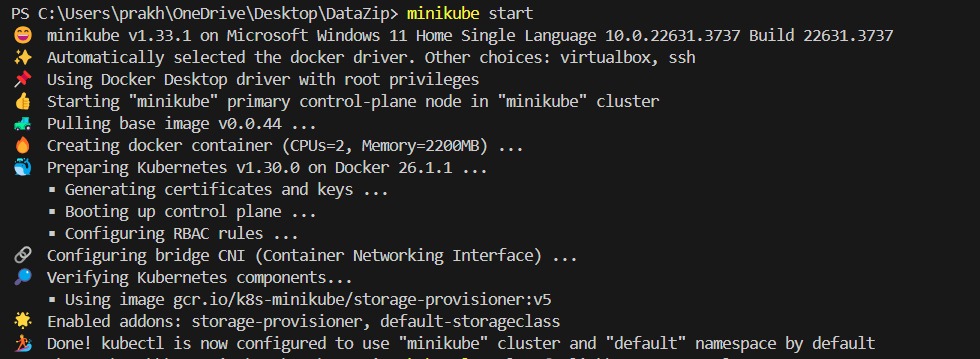 PS C:\Users\prakh\OneDrive\Desktop\DataZip> minikube start
😄 minikube v1.33.1 on Microsoft Windows 11 Home Single Language 10.0.22631.3737 Build 22631.3737
✨ Automatically selected the docker driver. Other choices: virtualbox, ssh
📌 Using Docker Desktop driver with root privileges
👍 Starting "minikube" primary control-plane node in "minikube" cluster
🚜 Pulling base image v0.0.44 ...
🔥 Creating docker container (CPUs=2, Memory=2200MB) ...
🐳 Preparing Kubernetes v1.30.0 on Docker 26.1.1 ...
▪ Generating certificates and keys ...
▪ Booting up control plane ...
▪ Configuring RBAC rules ...
🔗 Configuring bridge CNI (Container Networking Interface) ...
🔎 Verifying Kubernetes components...
▪ Using image gcr.io/k8s-minikube/storage-provisioner:v5
🌟 Enabled addons: storage-provisioner, default-storageclass
🏄 Done! kubectl is now configured to use "minikube" cluster and "default" namespace by default